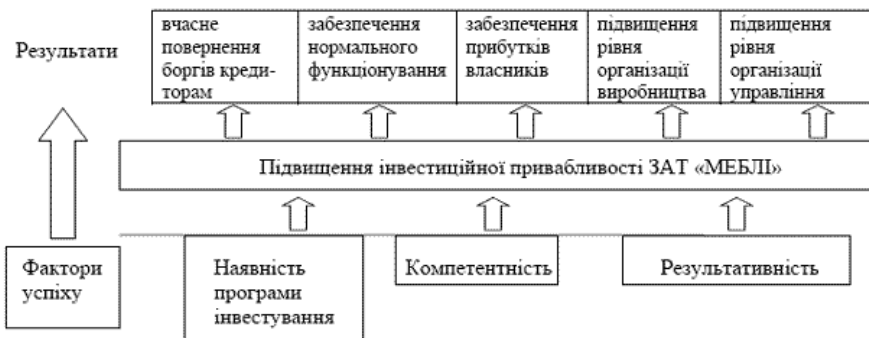 Результати
вчасне
повернення
боргів креди-
торам
забезпечення
нормального
функціонування
забезпечення
прибутків
власників
підвищення
рівня
організації
виробництва
підвищення
рівня
організації
управління
Підвищення інвестиційної привабливості ЗАТ «МЕБЛІ»
Фактори
успіху
Наявність
програми
інвестування
Компетентність
Результативність